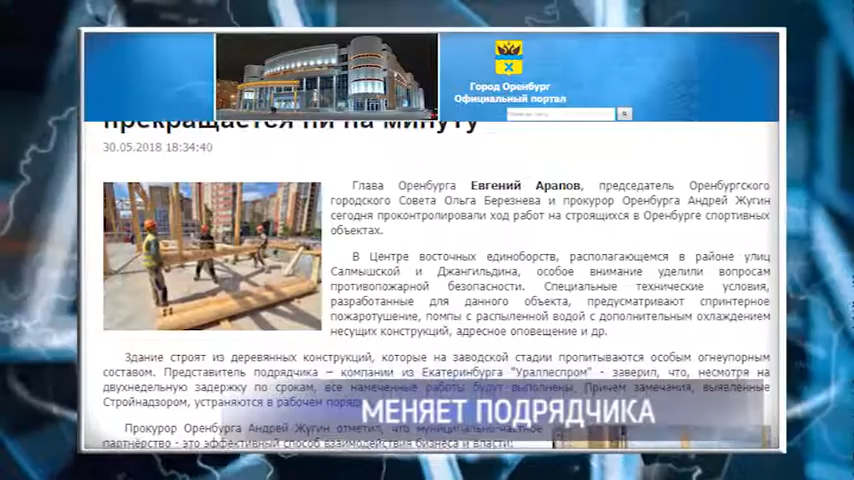 Город Оренбург
Официальный портал
прекращается ни на минуту
30.05.2018 18:34:40
Глава Оренбурга Евгений Арапов, председатель Оренбургского
городского Совета Ольга Березнева и прокурор Оренбурга Андрей Жугин
сегодня проконтролировали ход работ на строящихся в Оренбурге спортивных
объектах.
В Центре восточных единоборств, располагающемся в районе улиц
Салмышской и Джангильдина, особое внимание уделили вопросам
противопожарной безопасности. Специальные технические условия,
разработанные для данного объекта, предусматривают спринтерное
пожаротушение, помпы с распыленной водой с дополнительным охлаждением
несущих конструкций, адресное оповещение и др.
Здание строят из деревянных конструкций, которые на заводской стадии пропитываются особым огнеупорным
составом. Представитель подрядчика – компании из Екатеринбурга "Ураллеспром" - заверил, что, несмотря на
двухнедельную задержку по срокам, все намеченные работы будут выполнены. Причем замечания, выявленные
Стройнадзором, устраняются в рабочем
МЕНЯЕТ ПОДРЯДЧИКА
Прокурор Оренбурга Андрей Жугин отметил, что муниципально-частное
партнёрство - это эффективный способ взаимодействия бизнеса и власти: